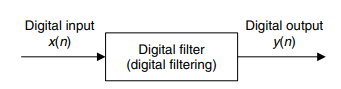 Digital input
x(n)
Digital filter
(digital filtering)
Digital output
y(n)